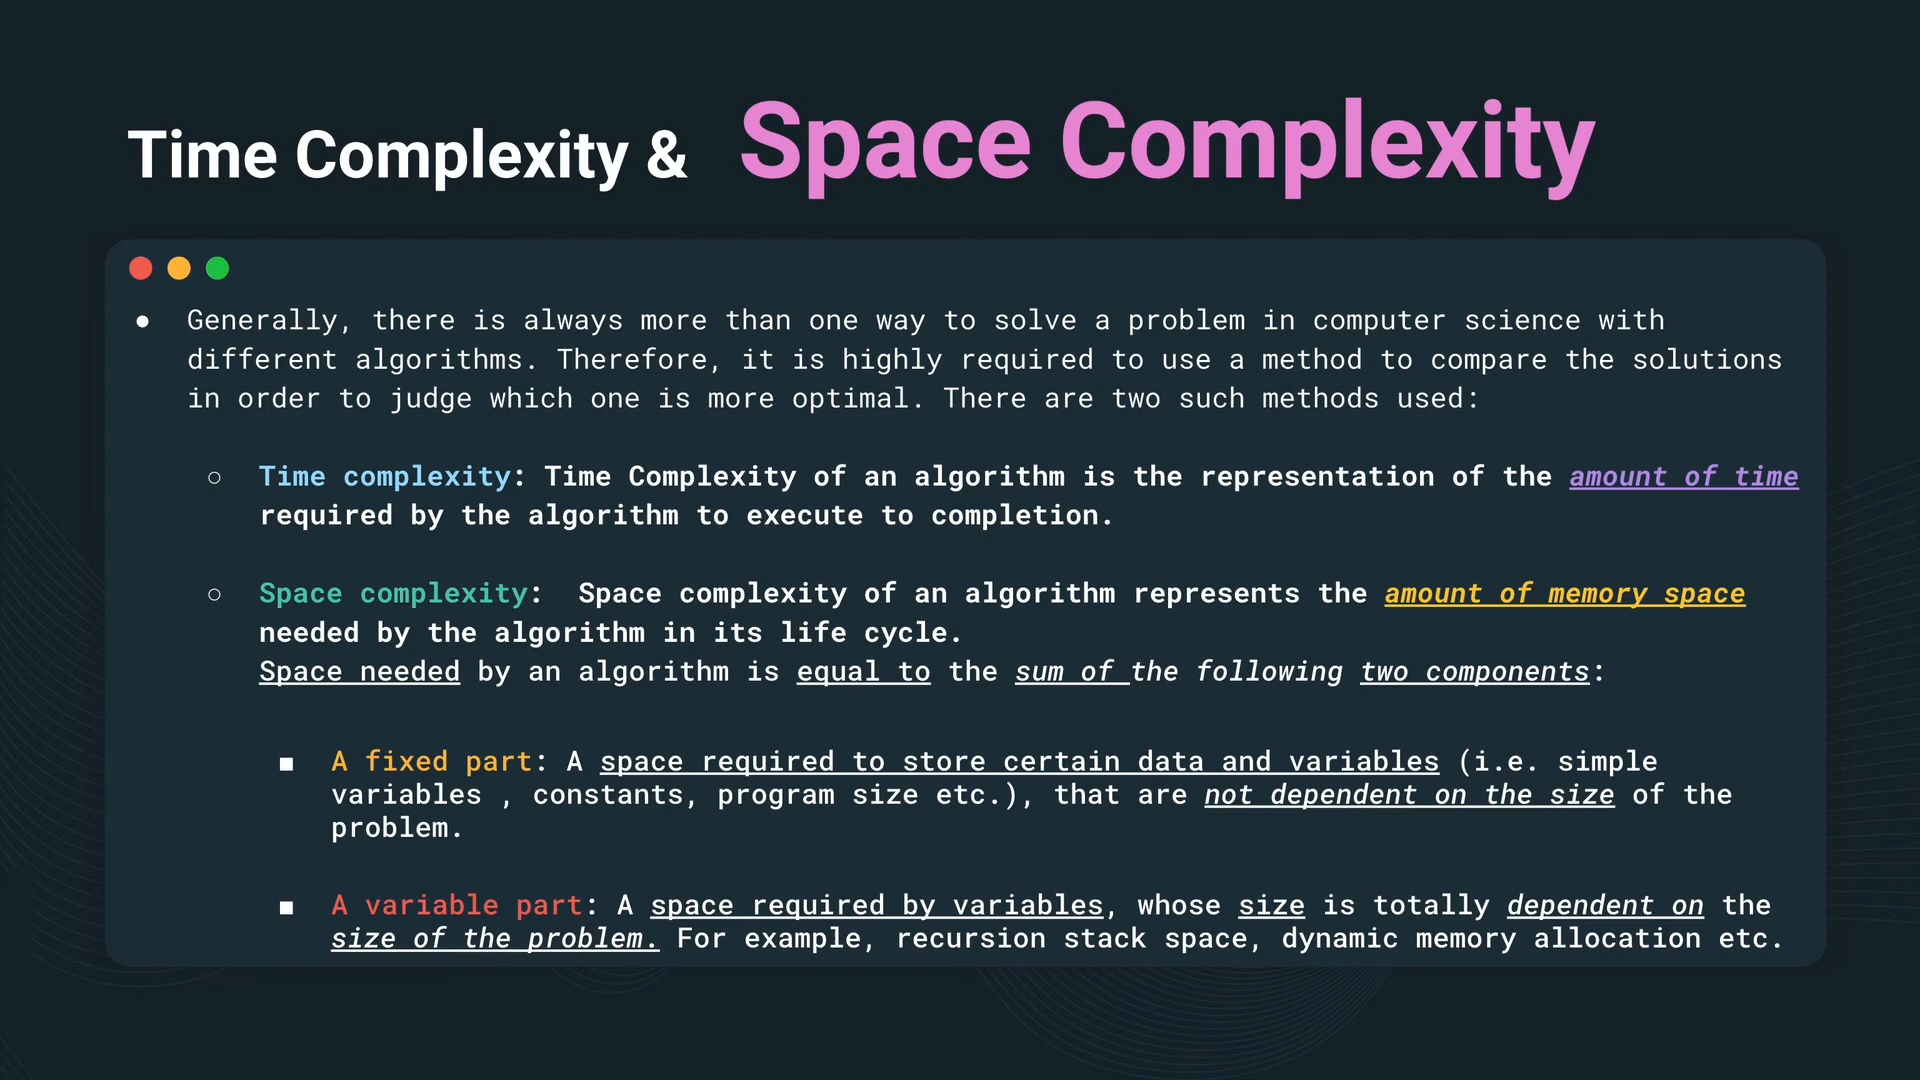 Time Complexity & Space Complexity
● Generally, there is always more than one way to solve a problem in computer science with
different algorithms. Therefore, it is highly required to use a method to compare the solutions
in order to judge which one is more optimal. There are two such methods used:
○ Time complexity: Time Complexity of an algorithm is the representation of the amount of time
required by the algorithm to execute to completion.
○ Space complexity:  Space complexity of an algorithm represents the amount of memory space
needed by the algorithm in its life cycle.
Space needed by an algorithm is equal to the sum of the following two components:
■ A fixed part: A space required to store certain data and variables (i.e. simple
variables , constants, program size etc.), that are not dependent on the size of the
problem.
■ A variable part: A space required by variables, whose size is totally dependent on the
size of the problem. For example, recursion stack space, dynamic memory allocation etc.